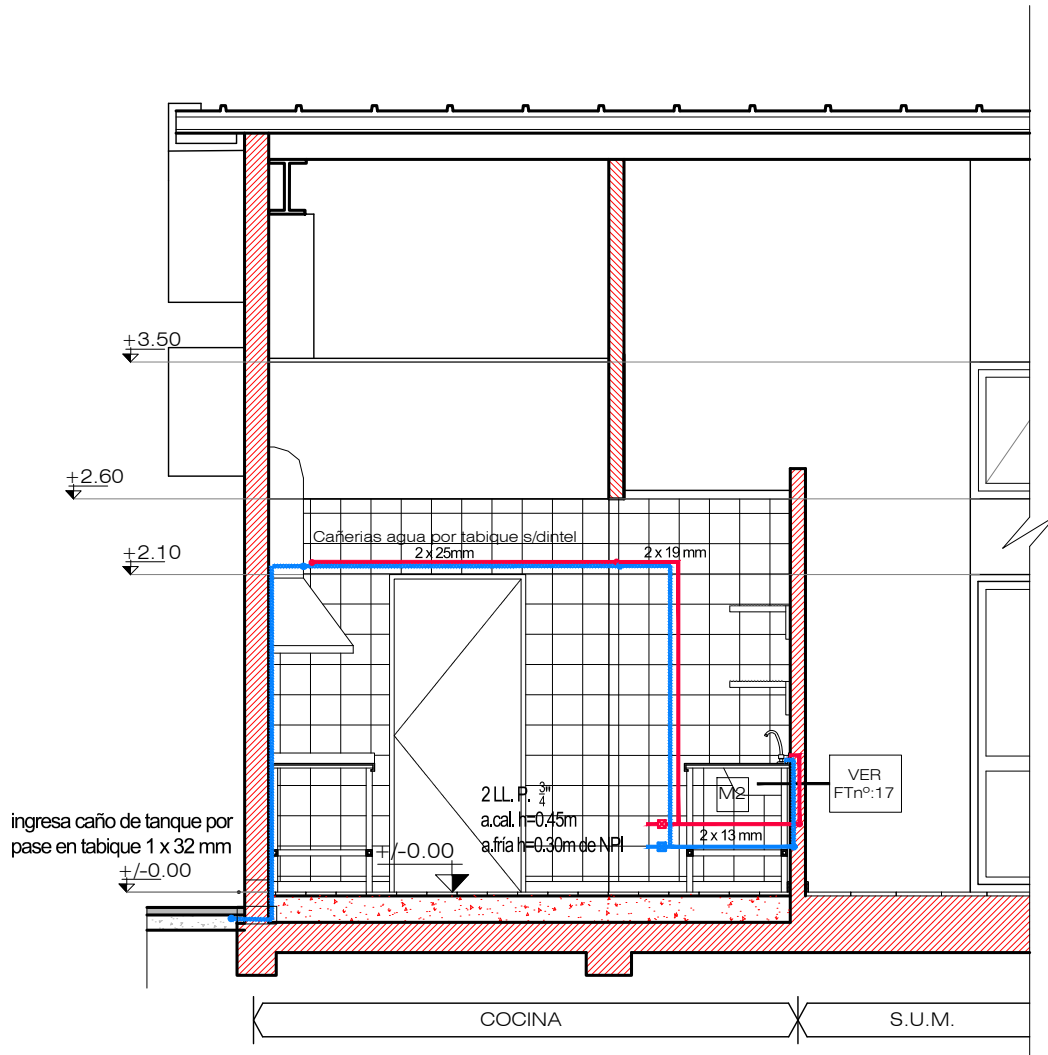 +3.50
+2.60
+2.10
Cañerias agua por tabique s/dintel
2 x 25mm
2 x 19 mm
2 LL. P. 3/4"
a.cal. h=0.45m
a.fría h=0.30m de NPI
M2
VER
FTnº:17
2 x 13 mm
ingresa caño de tanque por
pase en tabique 1 x 32 mm
+/-0.00
+/-0.00
COCINA
S.U.M.